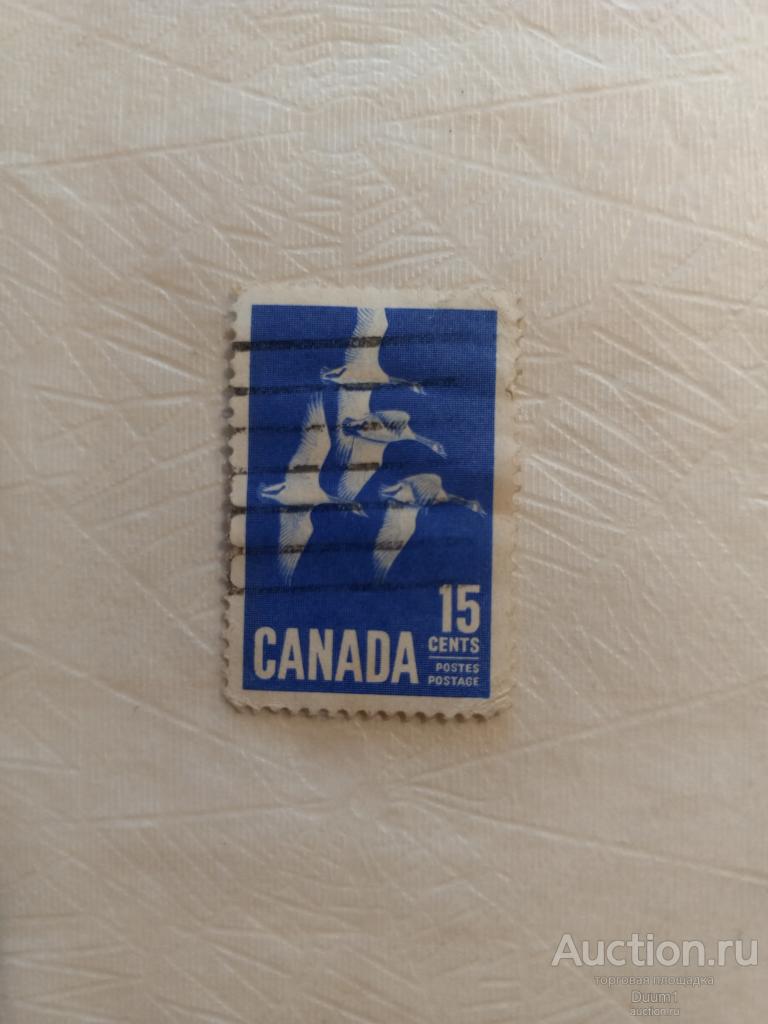 15
CENTS
CANADA
POSTES
POSTAGE
Auction.ru
торговая площадка
Duum1
auction.ru